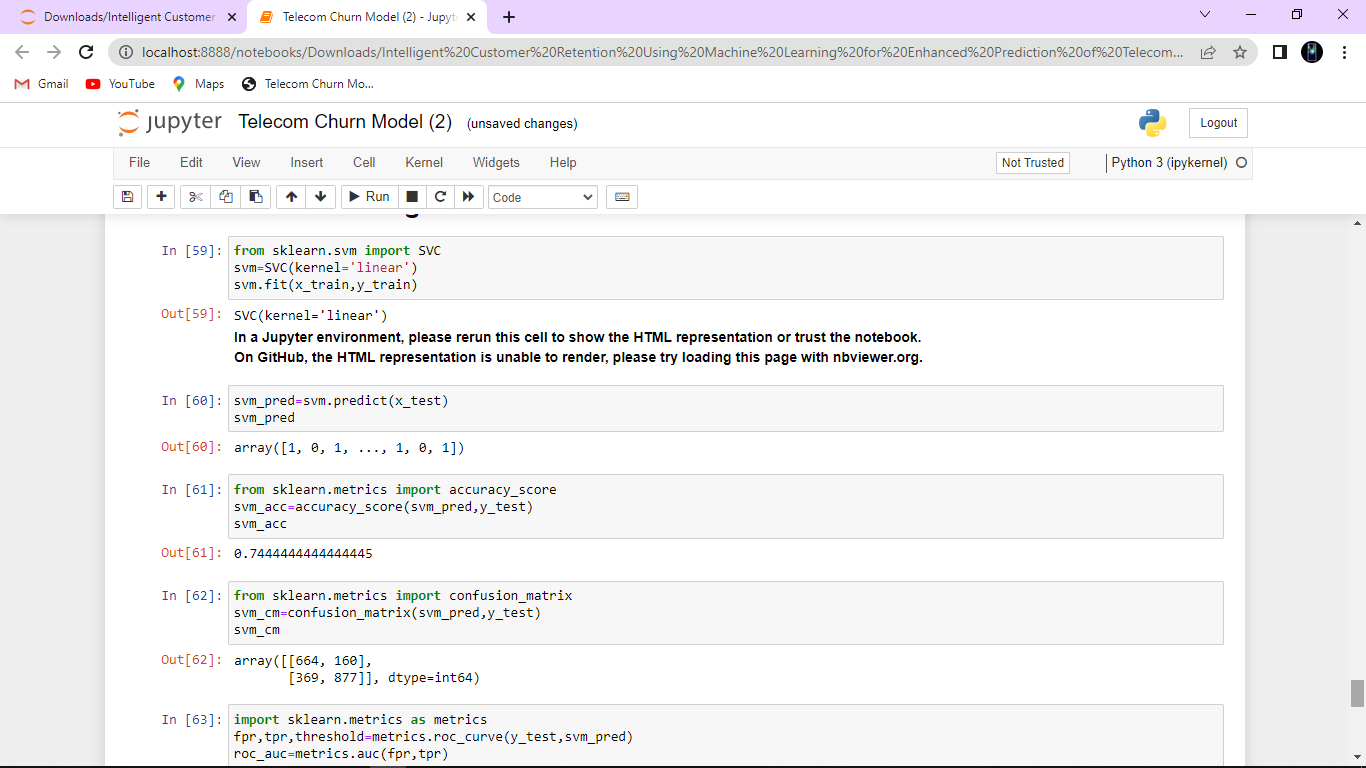 Downloads/Intelligent Customer
Telecom Churn Model (2) - Jupyt
localhost:8888/notebooks/Downloads/Intelligent%20Customer%20Retention%20Using%20Machine%20Learning%20for%20Enhanced%20Prediction%20of%20Telecom...
Gmail YouTube Maps Telecom Churn Mo...
jupyter Telecom Churn Model (2) (unsaved changes) Logout
File Edit View Insert Cell Kernel Widgets Help Not Trusted Python 3 (ipykernel)
Run Code
In [59]: from sklearn.svm import SVC
svm=SVC(kernel='linear')
svm.fit(x_train,y_train)
Out[59]: SVC(kernel='linear')
In a Jupyter environment, please rerun this cell to show the HTML representation or trust the notebook.
On GitHub, the HTML representation is unable to render, please try loading this page with nbviewer.org.
In [60]: svm_pred=svm.predict(x_test)
svm_pred
Out[60]: array([1, 0, 1, ..., 1, 0, 1])
In [61]: from sklearn.metrics import accuracy_score
svm_acc=accuracy_score(svm_pred,y_test)
svm_acc
Out[61]: 0.7444444444444445
In [62]: from sklearn.metrics import confusion_matrix
svm_cm=confusion_matrix(svm_pred,y_test)
svm_cm
Out[62]: array([[664, 160],
[369, 877]], dtype=int64)
In [63]: import sklearn.metrics as metrics
fpr,tpr,threshold=metrics.roc_curve(y_test,svm_pred)
roc_auc=metrics.auc(fpr,tpr)